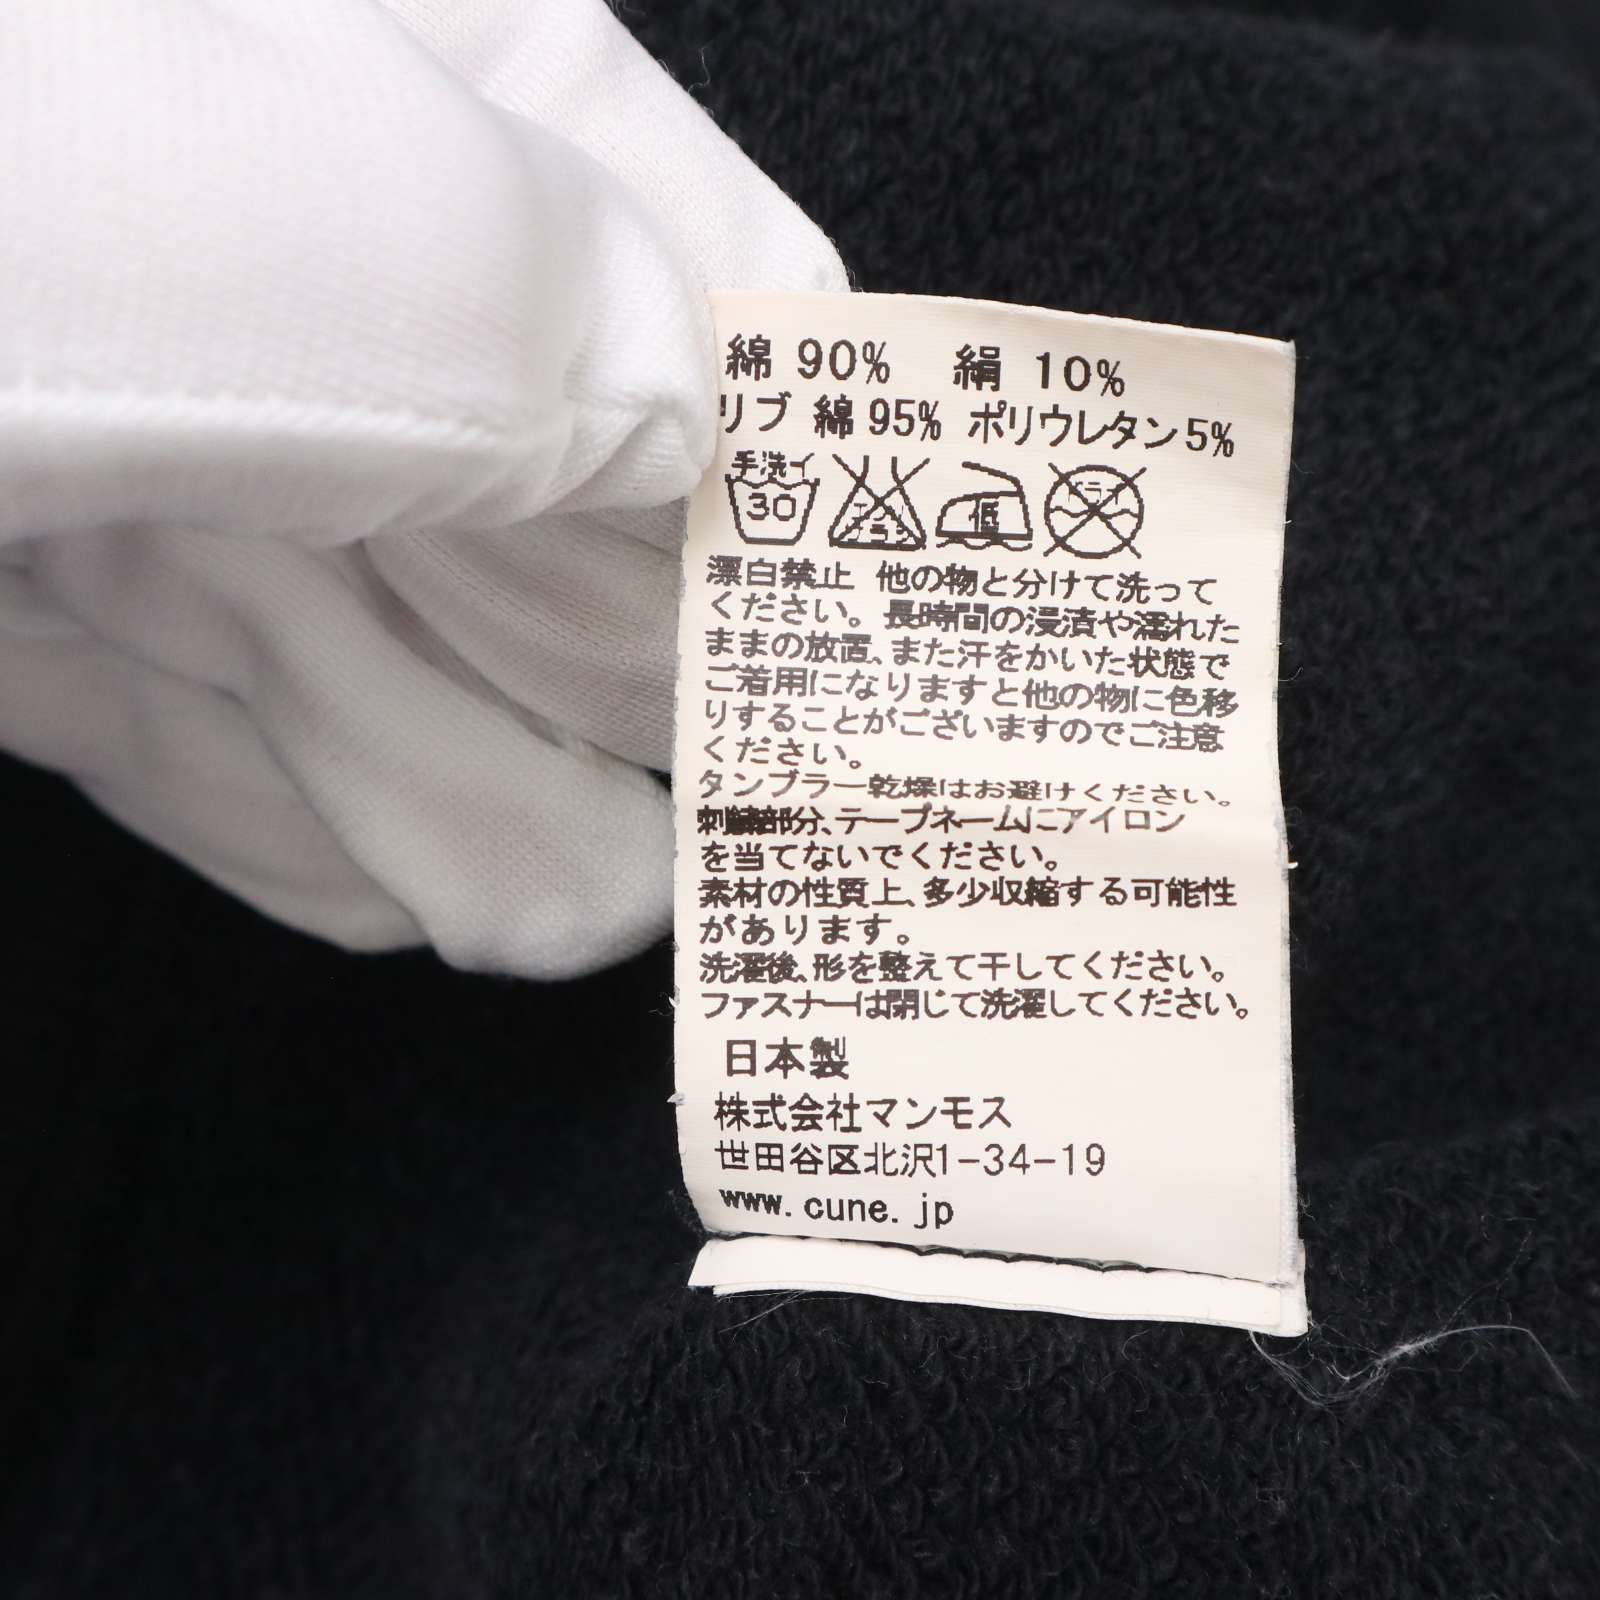 綿 90% 絹 10%
リブ 綿 95% ポリウレタン 5%
手洗イ
30
エンソ
サラシ
低
ドライ
漂白禁止 他の物と分けて洗って
ください。長時間の浸漬や濡れた
ままの放置、また汗をかいた状態で
ご着用になりますと他の物に色移
りすることがございますのでご注意
ください。
タンブラー乾燥はお避けください。
刺繍部分、テープネームにアイロン
を当てないでください。
素材の性質上、多少収縮する可能性
があります。
洗濯後、形を整えて干してください。
ファスナーは閉じて洗濯してください。
日本製
株式会社マンモス
世田谷区北沢1-34-19
www.cune.jp